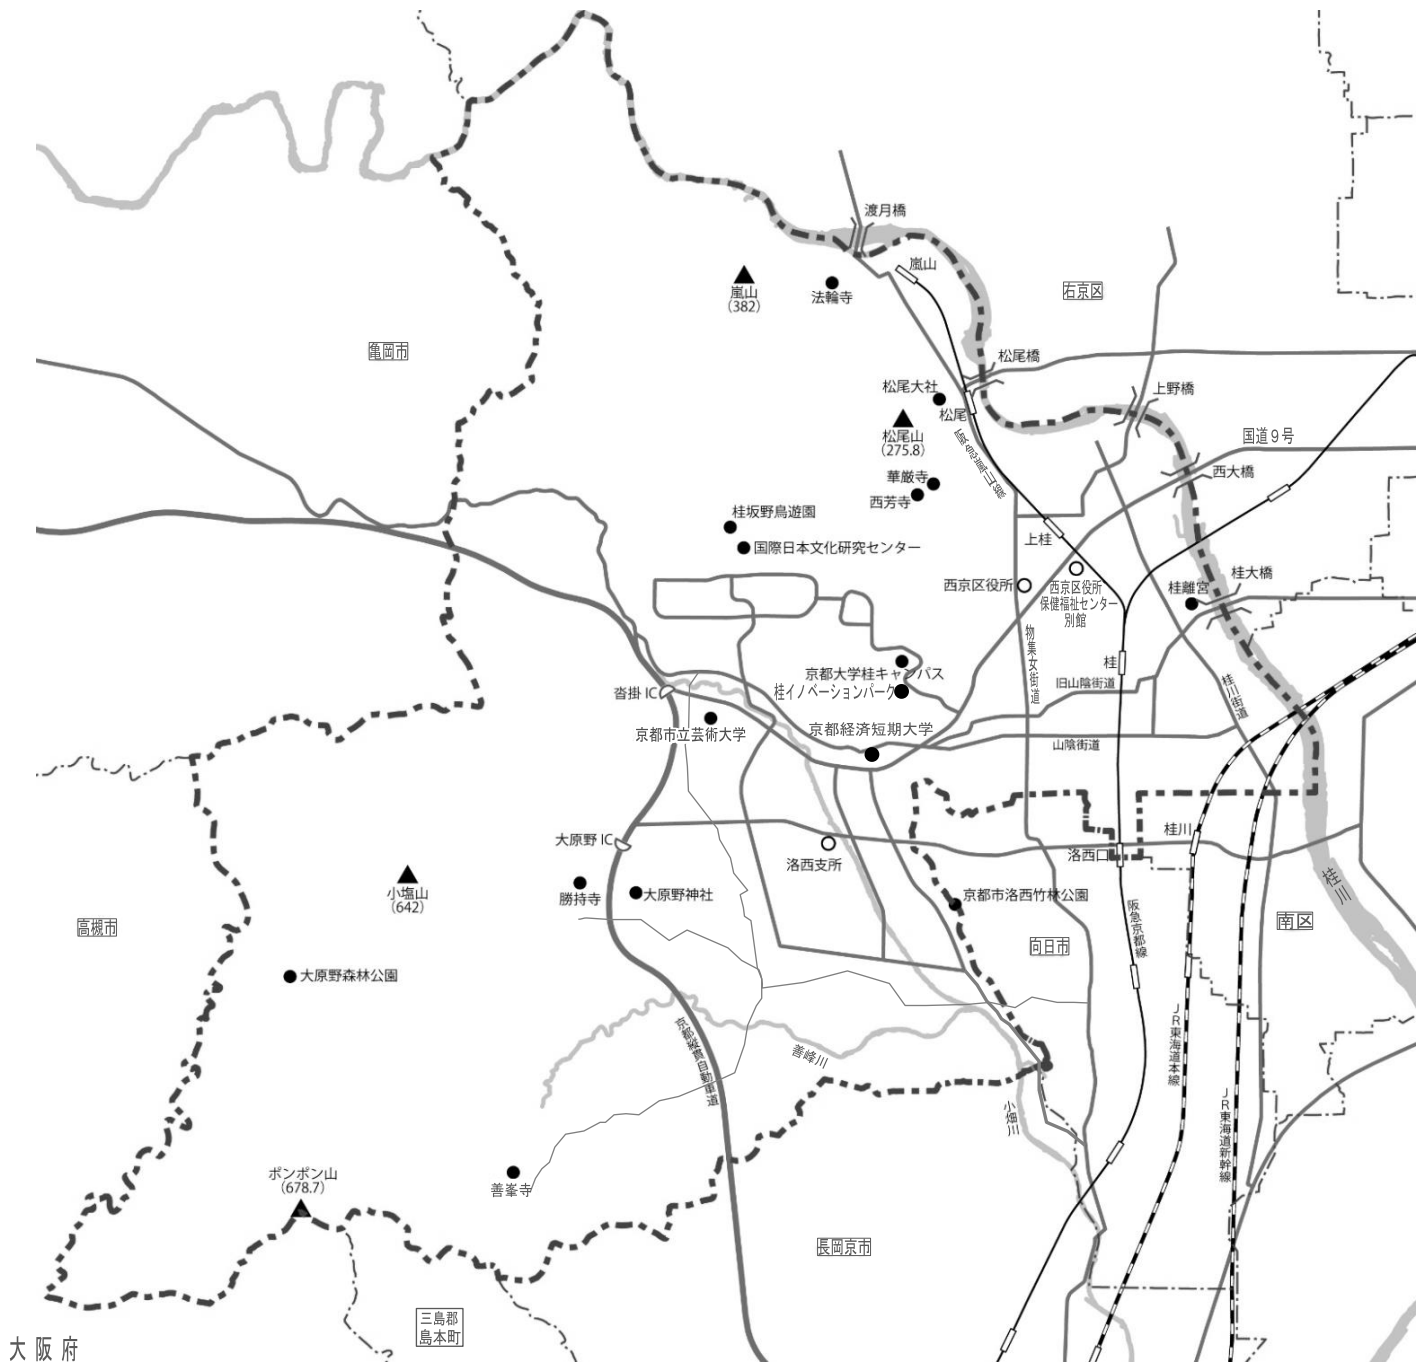 渡月橋
嵐山
右京区
嵐山
(382)
法輪寺
亀岡市
松尾橋
松尾大社
松尾
上野橋
松尾山
(275.8)
阪急嵐山線
国道9号
西大橋
華厳寺
西芳寺
桂坂野鳥遊園
国際日本文化研究センター
上桂
西京区役所
西京区役所
保健福祉センター
別館
桂離宮
桂大橋
物集女街道
京都大学桂キャンパス
桂イノベーションパーク
桂
旧山陰街道
桂川街道
沓掛IC
京都市立芸術大学
京都経済短期大学
山陰街道
大原野IC
洛西支所
洛西口
桂川
桂川
小塩山
(642)
勝持寺
大原野神社
京都市洛西竹林公園
高槻市
向日市
阪急京都線
南区
大原野森林公園
京都縦貫自動車道
善峰川
JR東海道本線
小畑川
JR東海道新幹線
ポンポン山
(678.7)
善峯寺
長岡京市
三島郡
島本町
大阪府